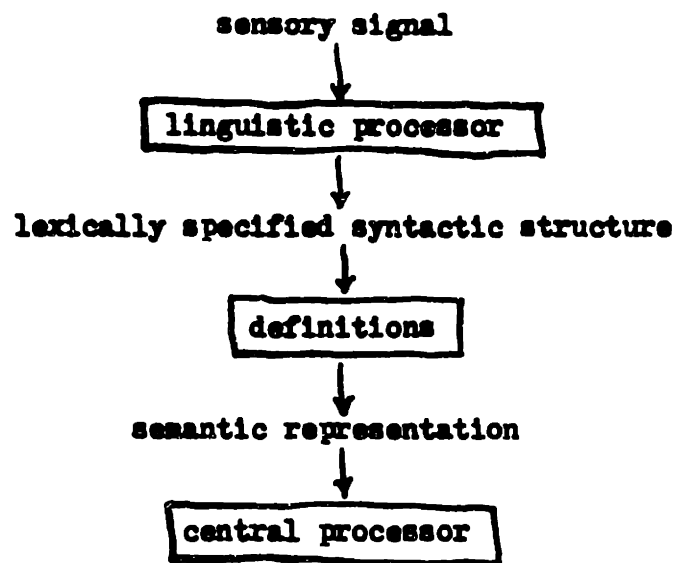 sensory signal
linguistic processor
lexically specified syntactic structure
definitions
semantic representation
central processor